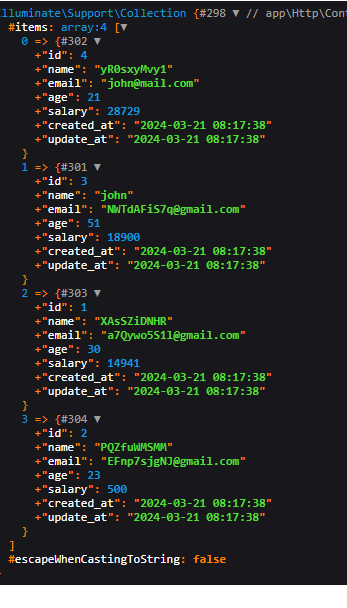 Illuminate\Support\Collection {#298 ▼ // app\Http\Cont
#items: array:4 [▼
0 => {#302 ▼
+"id": 4
+"name": "yR0sxyMvy1"
+"email": "john@mail.com"
+"age": 21
+"salary": 28729
+"created_at": "2024-03-21 08:17:38"
+"update_at": "2024-03-21 08:17:38"
}
1 => {#301 ▼
+"id": 3
+"name": "john"
+"email": "NWTdAFiS7q@gmail.com"
+"age": 51
+"salary": 18900
+"created_at": "2024-03-21 08:17:38"
+"update_at": "2024-03-21 08:17:38"
}
2 => {#303 ▼
+"id": 1
+"name": "XAsSZiDNHR"
+"email": "a7Qywo5S1l@gmail.com"
+"age": 30
+"salary": 14941
+"created_at": "2024-03-21 08:17:38"
+"update_at": "2024-03-21 08:17:38"
}
3 => {#304 ▼
+"id": 2
+"name": "PQZfuWMSMM"
+"email": "EFnp7sjgNJ@gmail.com"
+"age": 23
+"salary": 500
+"created_at": "2024-03-21 08:17:38"
+"update_at": "2024-03-21 08:17:38"
}
]
#escapeWhenCastingToString: false